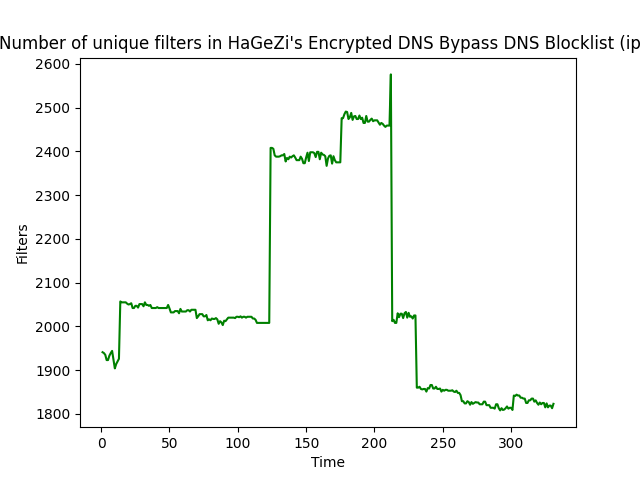 Number of unique filters in HaGeZi's Encrypted DNS Bypass DNS Blocklist (ip
2600
2500
2400
2300
2200
2100
2000
1900
1800
Filters
0 50 100 150 200 250 300
Time